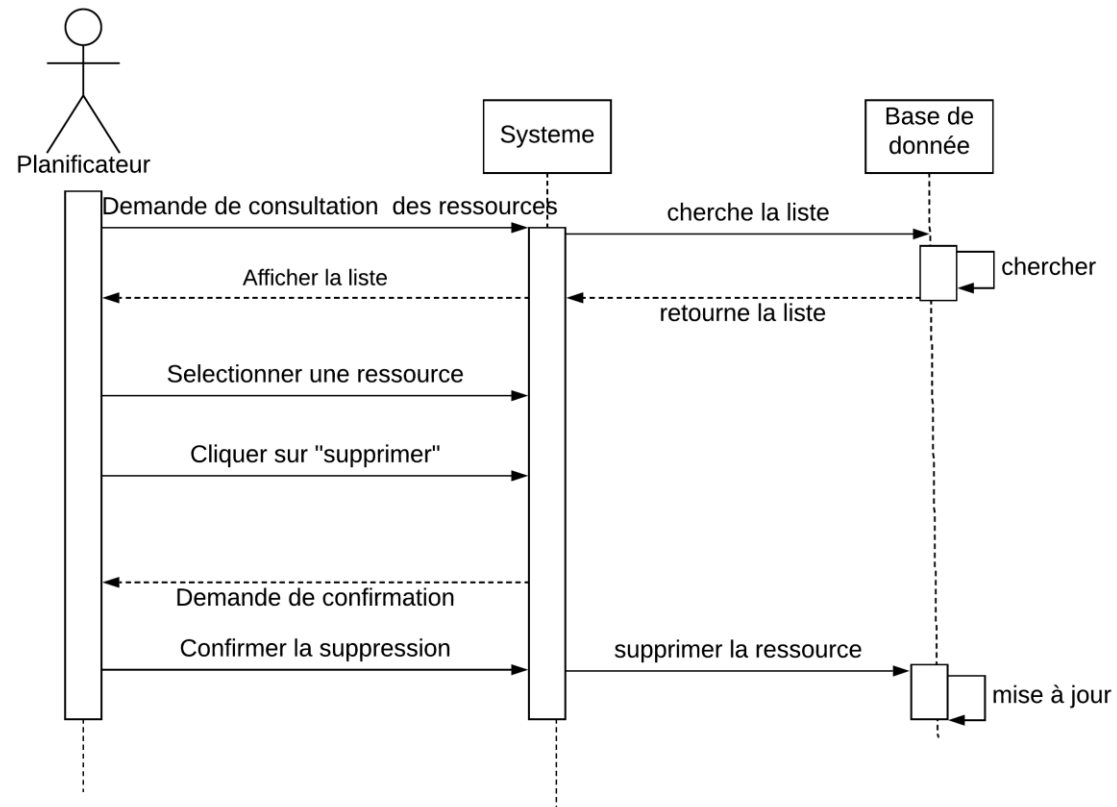 Planificateur
Systeme
Base de
donnée
Demande de consultation  des ressources
cherche la liste
chercher
Afficher la liste
retourne la liste
Selectionner une ressource
Cliquer sur "supprimer"
Demande de confirmation
Confirmer la suppression
supprimer la ressource
mise à jour